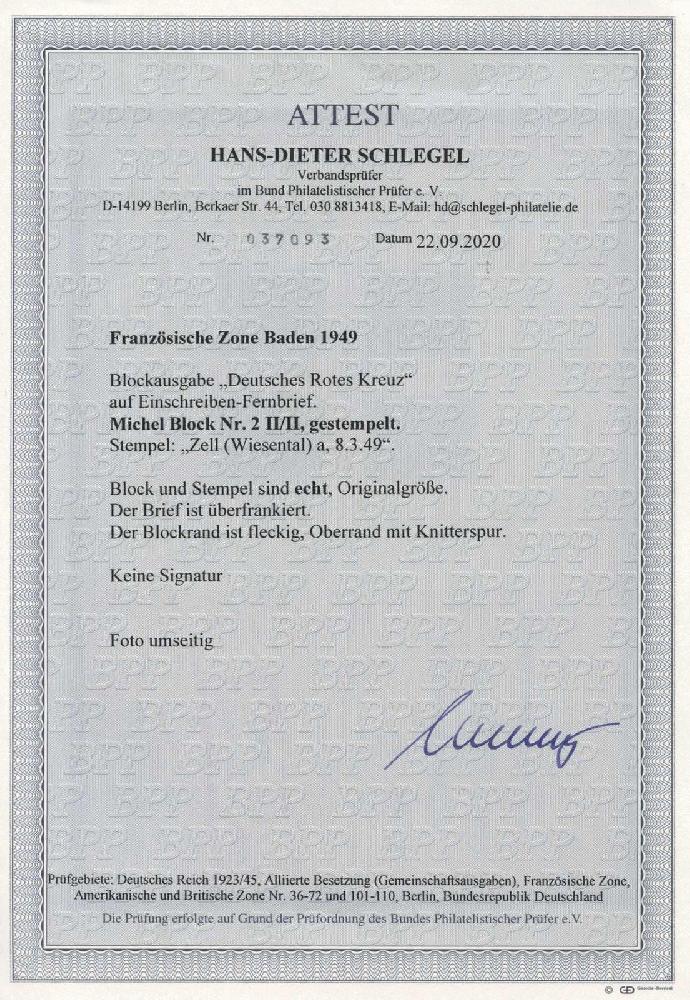 ATTEST
HANS-DIETER SCHLEGEL
Verbandsprüfer
im Bund Philatelistischer Prüfer e. V.
D-14199 Berlin, Berkaer Str. 44, Tel. 030 8813418, E-Mail: hd@schlegel-philatelie.de
Nr. 037093 Datum 22.09.2020
Französische Zone Baden 1949
Blockausgabe „Deutsches Rotes Kreuz“
auf Einschreiben-Fernbrief.
Michel Block Nr. 2 II/II, gestempelt.
Stempel: „Zell (Wiesental) a, 8.3.49“.
Block und Stempel sind echt, Originalgröße.
Der Brief ist überfrankiert.
Der Blockrand ist fleckig, Oberrand mit Knitterspur.
Keine Signatur
Foto umseitig
Prüfgebiete: Deutsches Reich 1923/45, Alliierte Besetzung (Gemeinschaftsausgaben), Französische Zone,
Amerikanische und Britische Zone Nr. 36-72 und 101-110, Berlin, Bundesrepublik Deutschland
Die Prüfung erfolgte auf Grund der Prüfordnung des Bundes Philatelistischer Prüfer e.V.